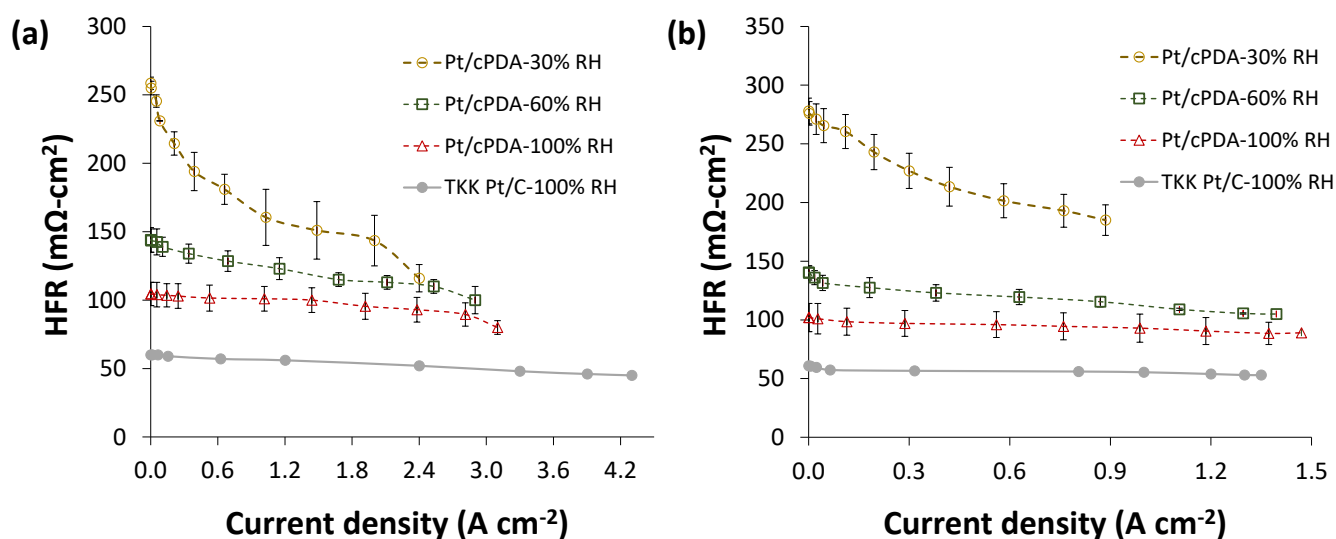 (a)
HFR (mΩ-cm²)
300
250
200
150
100
50
0
0.0 0.6 1.2 1.8 2.4 3.0 3.6 4.2
Current density (A cm⁻²)
Pt/cPDA-30% RH
Pt/cPDA-60% RH
Pt/cPDA-100% RH
TKK Pt/C-100% RH
(b)
HFR (mΩ-cm²)
350
300
250
200
150
100
50
0
0.0 0.3 0.6 0.9 1.2 1.5
Current density (A cm⁻²)
Pt/cPDA-30% RH
Pt/cPDA-60% RH
Pt/cPDA-100% RH
TKK Pt/C-100% RH